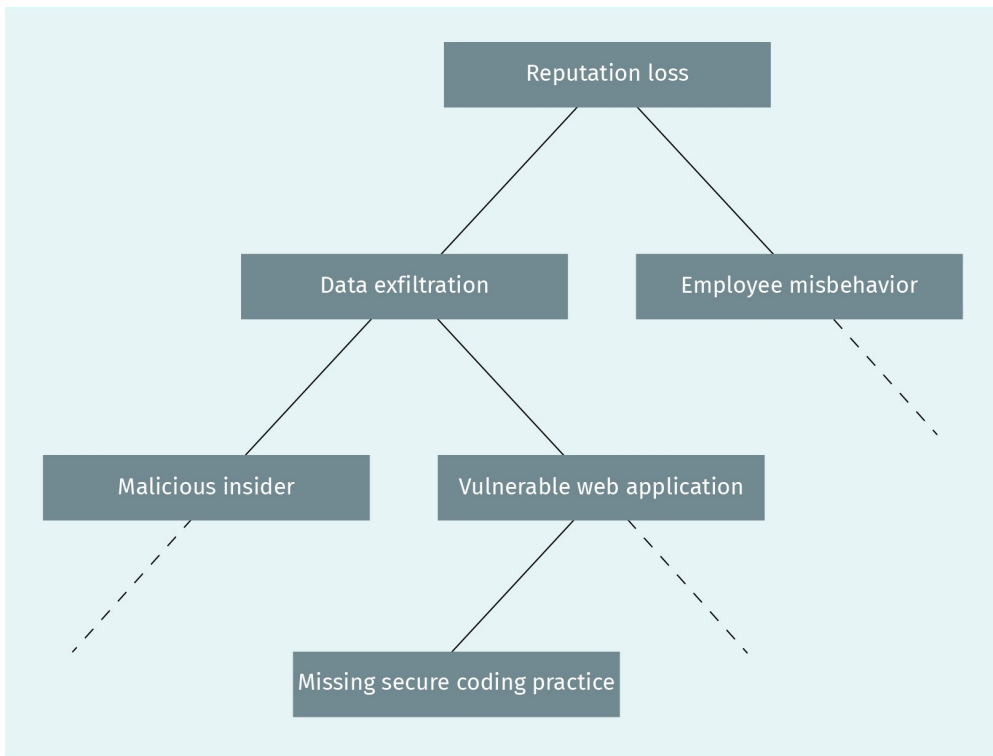 Reputation loss
Data exfiltration
Employee misbehavior
Malicious insider
Vulnerable web application
Missing secure coding practice